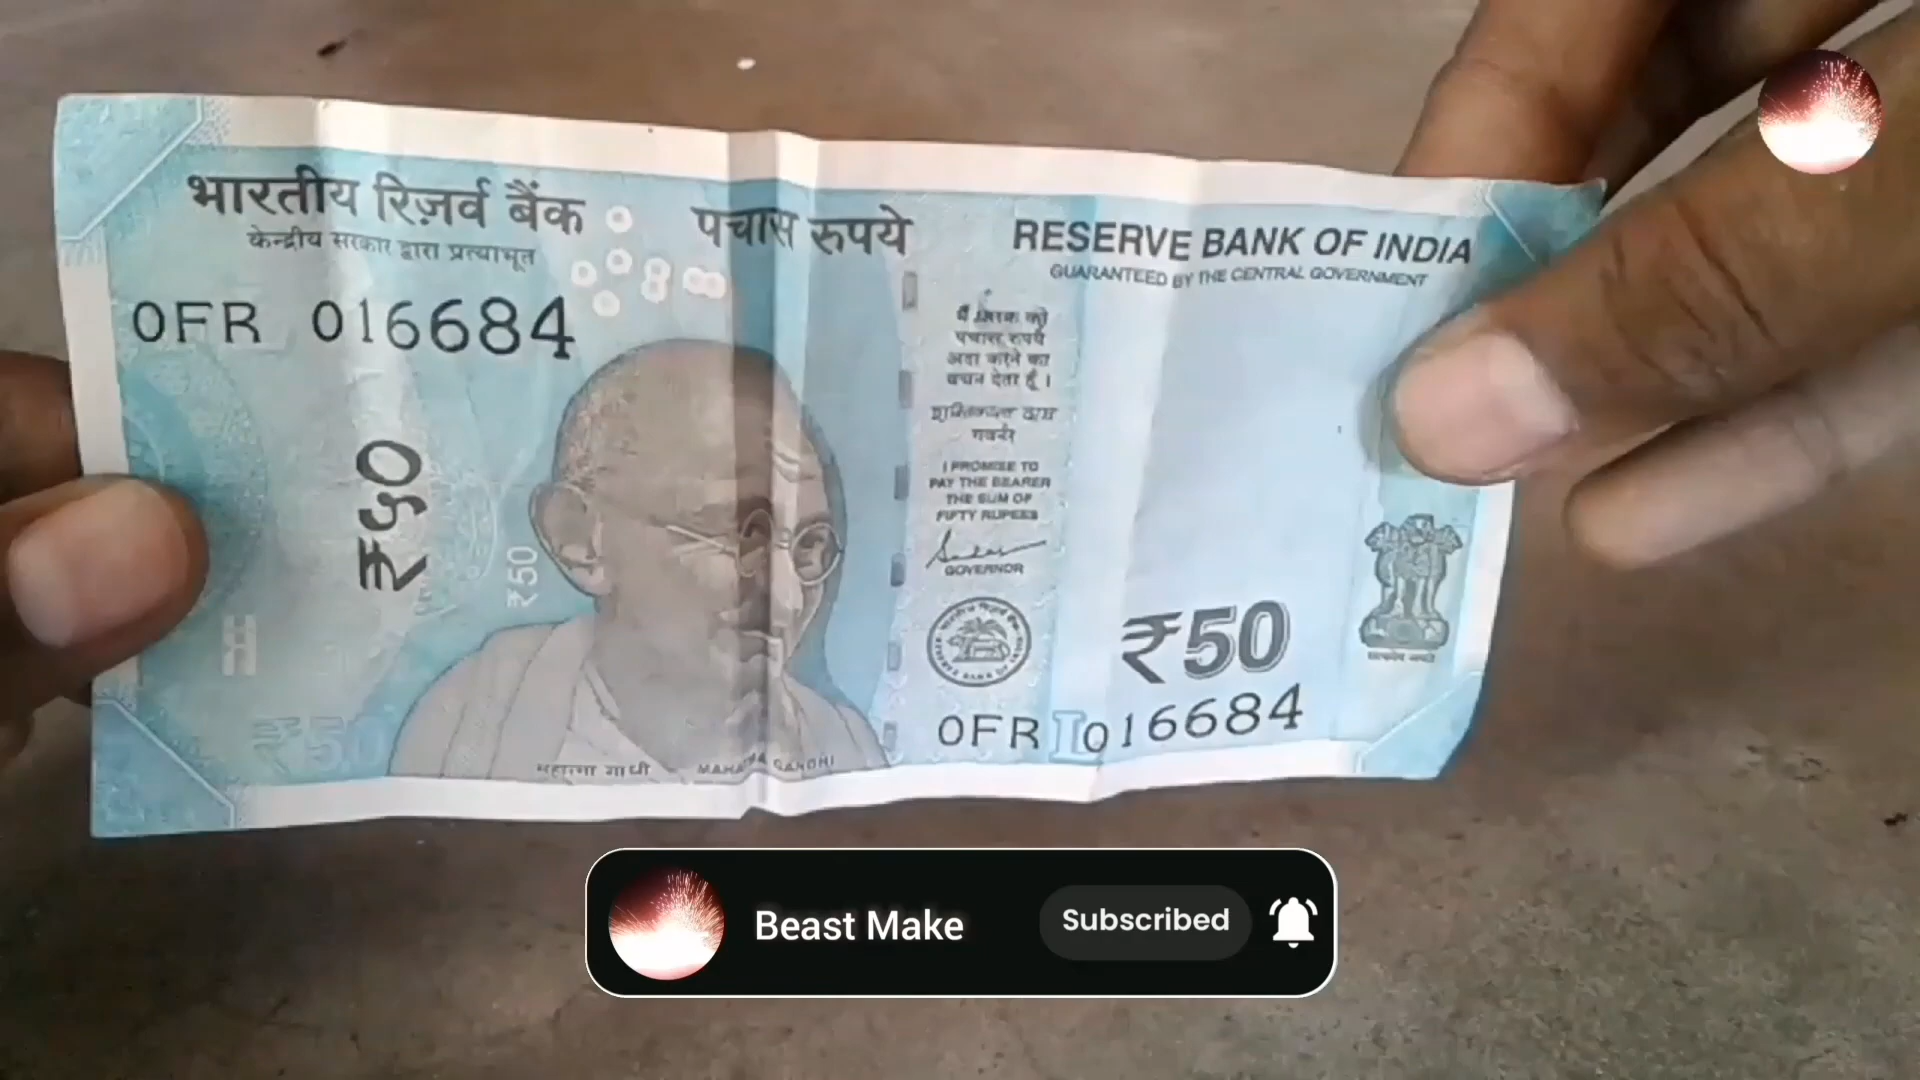 भारतीय रिज़र्व बैंक
केन्द्रीय सरकार द्वारा प्रत्याभूत
पचास रुपये
RESERVE BANK OF INDIA
GUARANTEED BY THE CENTRAL GOVERNMENT
0FR 016684
₹५०
₹50
₹50
मैं धारक को
पचास रुपये
अदा करने का
वचन देता हूँ ।
गवर्नर
I PROMISE TO
PAY THE BEARER
THE SUM OF
FIFTY RUPEES
GOVERNOR
₹50
0FR 016684
महात्मा गांधी
MAHATMA GANDHI
Beast Make
Subscribed